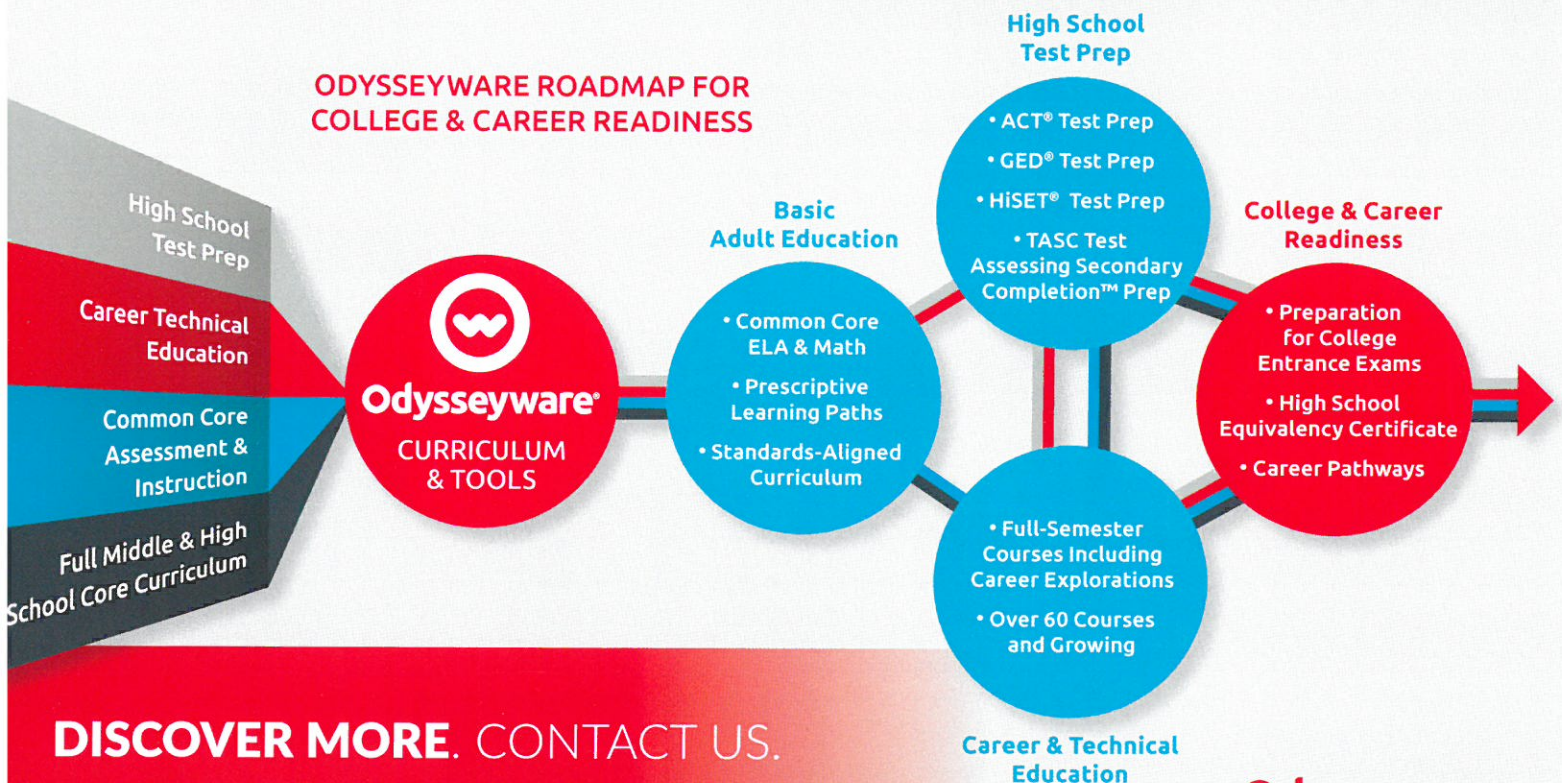 ODYSSEYWARE ROADMAP FOR
COLLEGE & CAREER READINESS
High School
Test Prep
Career Technical
Education
Common Core
Assessment &
Instruction
Full Middle & High
School Core Curriculum
Odysseyware®
CURRICULUM
& TOOLS
Basic
Adult Education
• Common Core
ELA & Math
• Prescriptive
Learning Paths
• Standards-Aligned
Curriculum
High School
Test Prep
• ACT® Test Prep
• GED® Test Prep
• HiSET® Test Prep
• TASC Test
Assessing Secondary
Completion™ Prep
• Full-Semester
Courses Including
Career Explorations
• Over 60 Courses
and Growing
Career & Technical
Education
College & Career
Readiness
• Preparation
for College
Entrance Exams
• High School
Equivalency Certificate
• Career Pathways
DISCOVER MORE. CONTACT US.